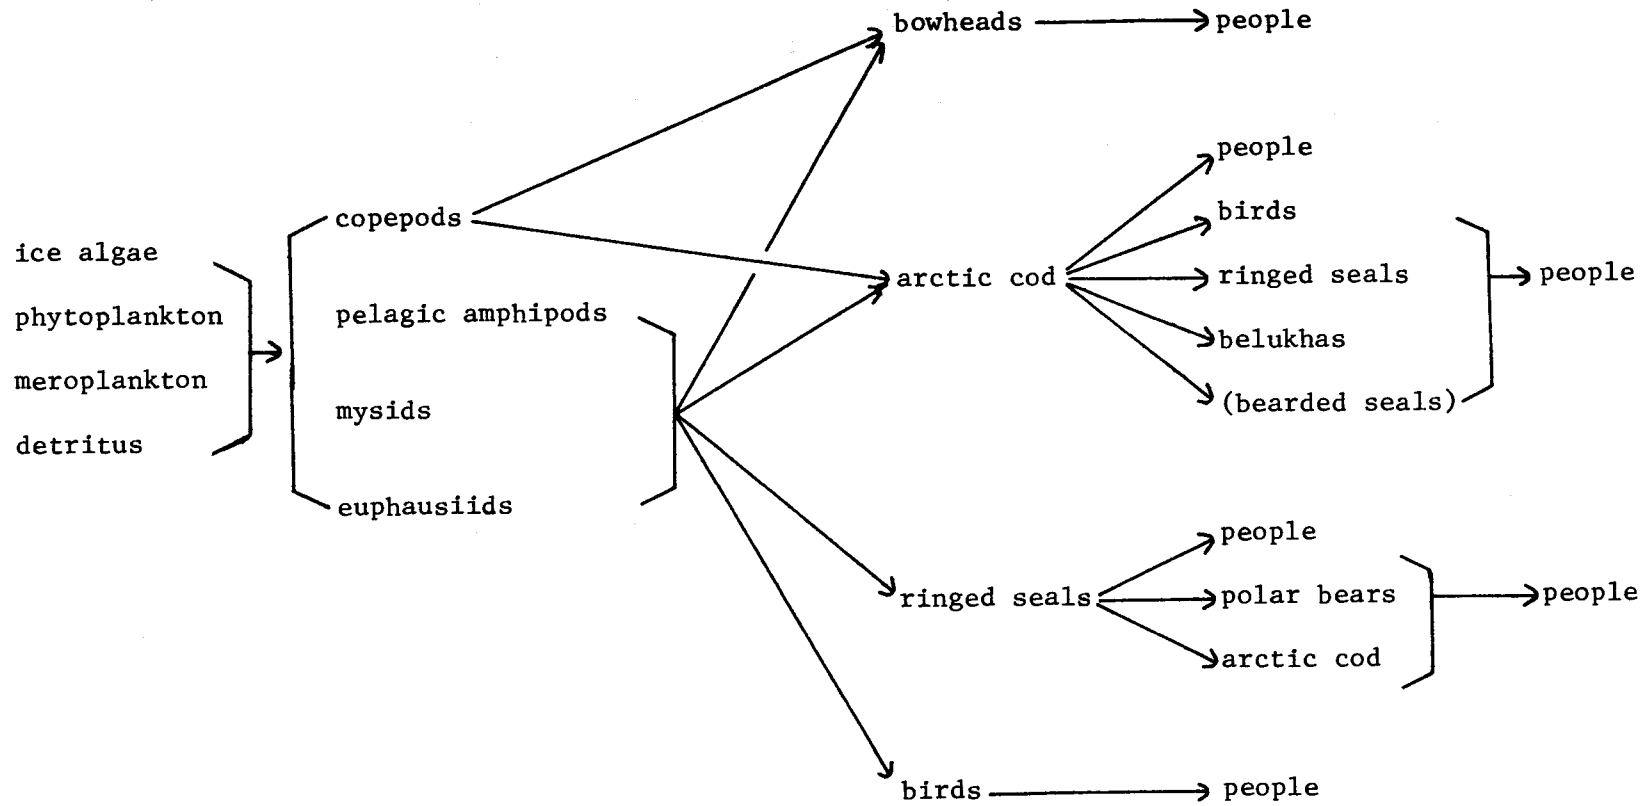 ice algae
phytoplankton
meroplankton
detritus
copepods
pelagic amphipods
mysids
euphausiids
bowheads
people
arctic cod
people
birds
ringed seals
belukhas
(bearded seals)
people
ringed seals
people
polar bears
arctic cod
people
birds
people